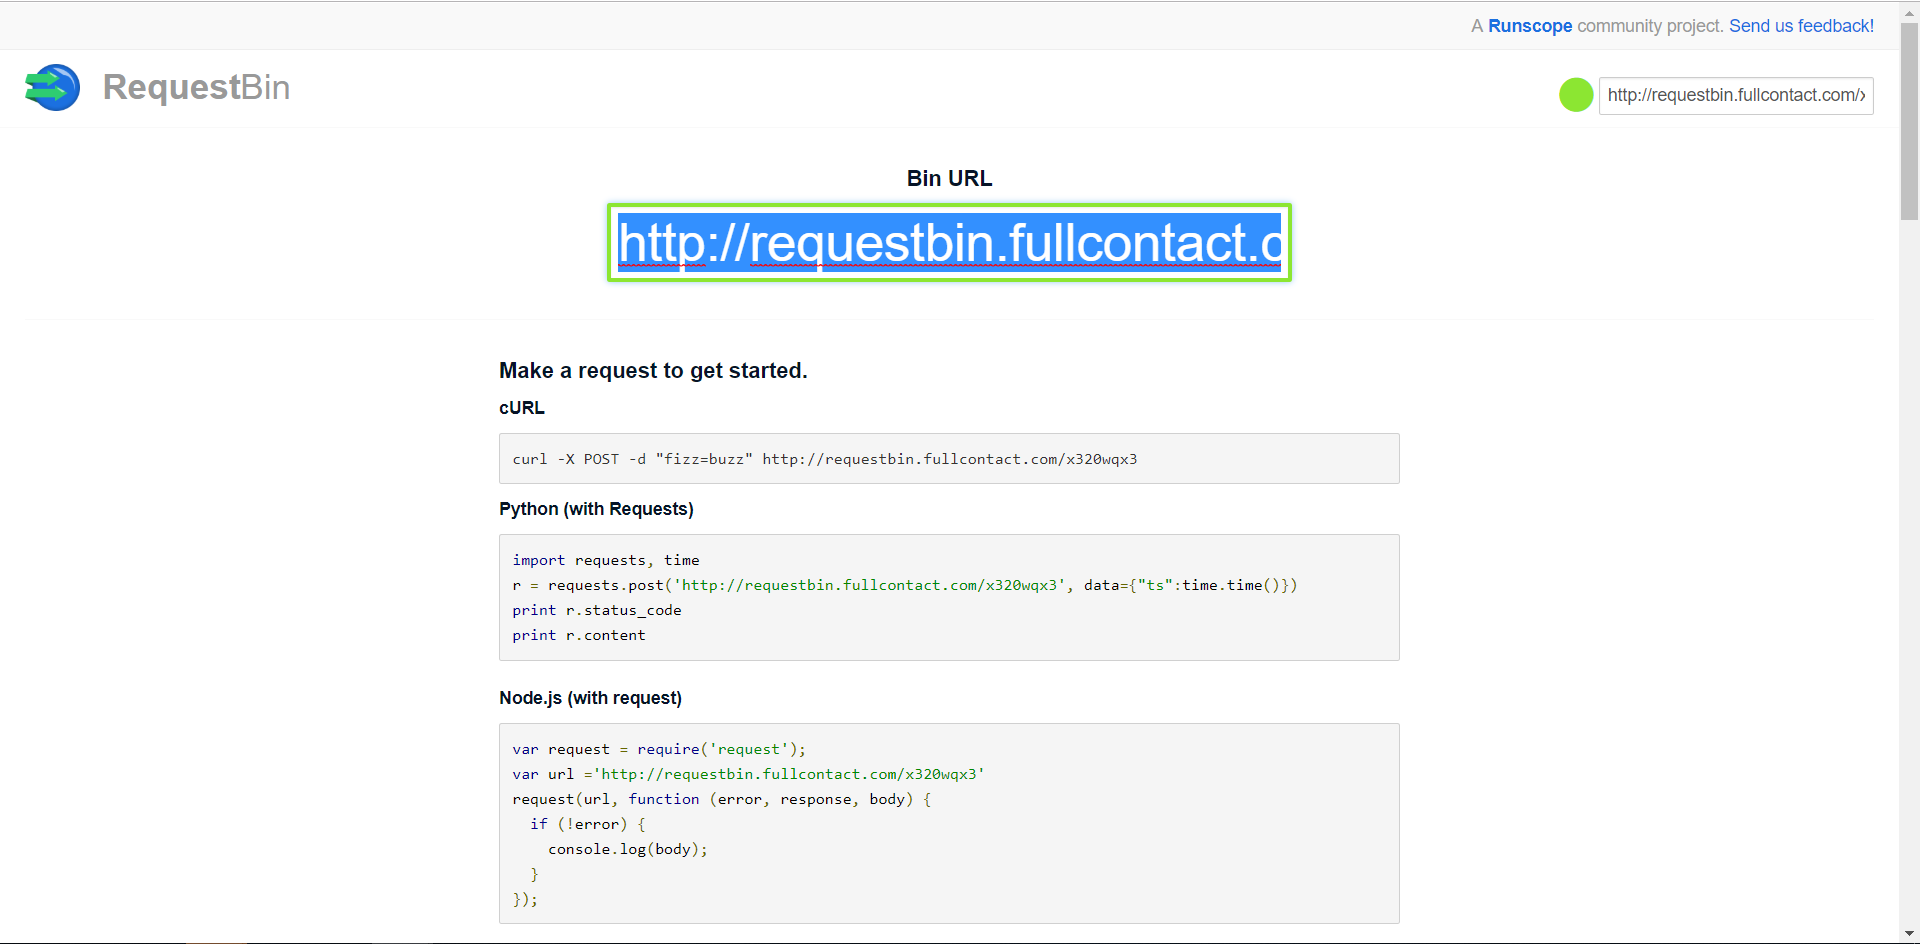 A Runscope community project. Send us feedback!
RequestBin
http://requestbin.fullcontact.com/x
Bin URL
http://requestbin.fullcontact.c
Make a request to get started.
cURL
curl -X POST -d "fizz=buzz" http://requestbin.fullcontact.com/x320wqx3
Python (with Requests)
import requests, time
r = requests.post('http://requestbin.fullcontact.com/x320wqx3', data={"ts":time.time()})
print r.status_code
print r.content
Node.js (with request)
var request = require('request');
var url ='http://requestbin.fullcontact.com/x320wqx3'
request(url, function (error, response, body) {
  if (!error) {
    console.log(body);
  }
});